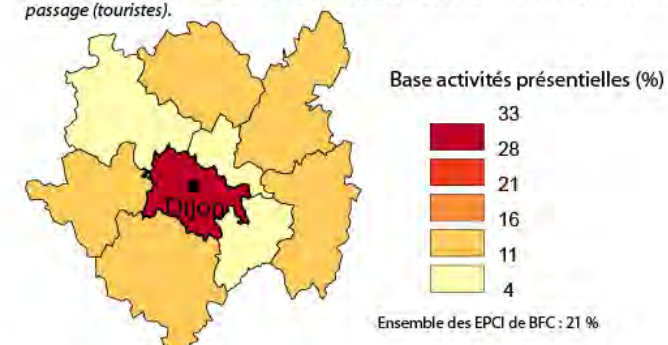 passage (touristes).
Base activités présentielles (%)
33
28
21
16
11
4
Dijon
Ensemble des EPCI de BFC : 21 %